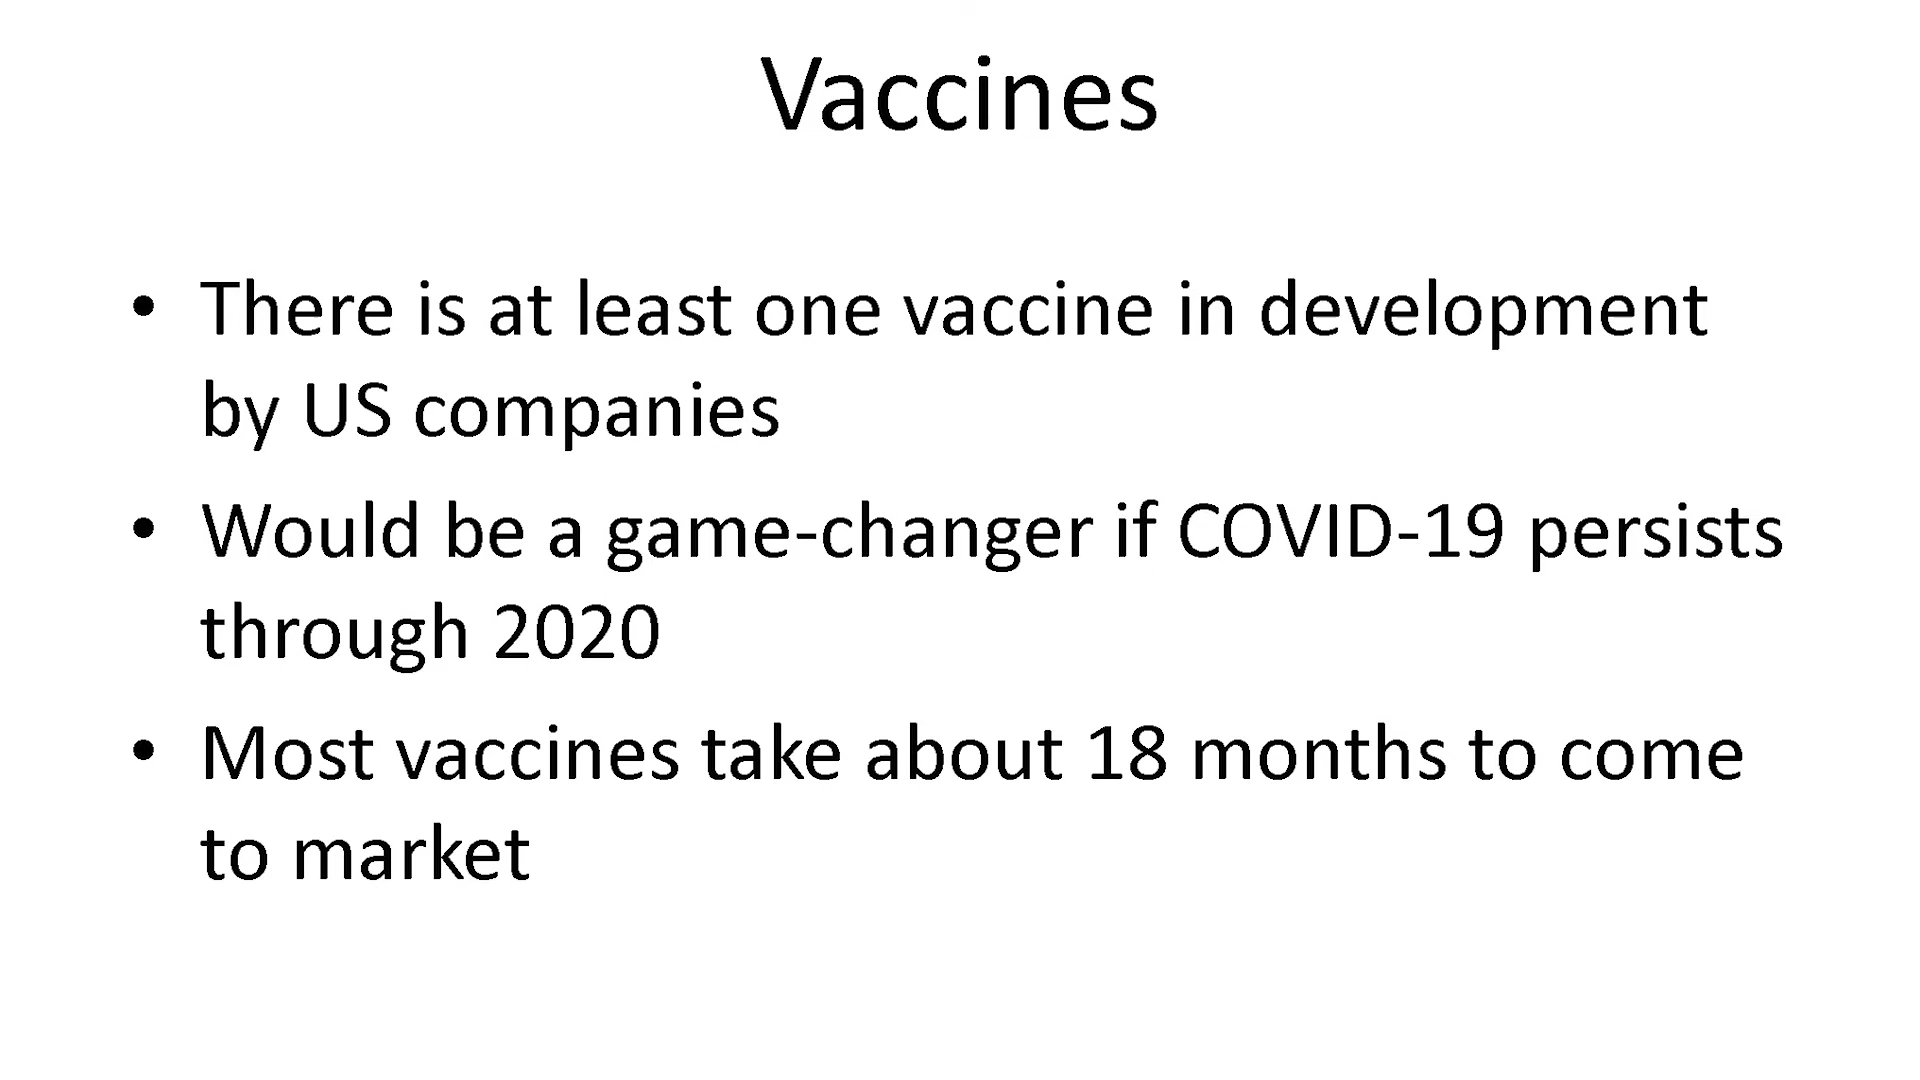 Vaccines
• There is at least one vaccine in development
by US companies
• Would be a game-changer if COVID-19 persists
through 2020
• Most vaccines take about 18 months to come
to market